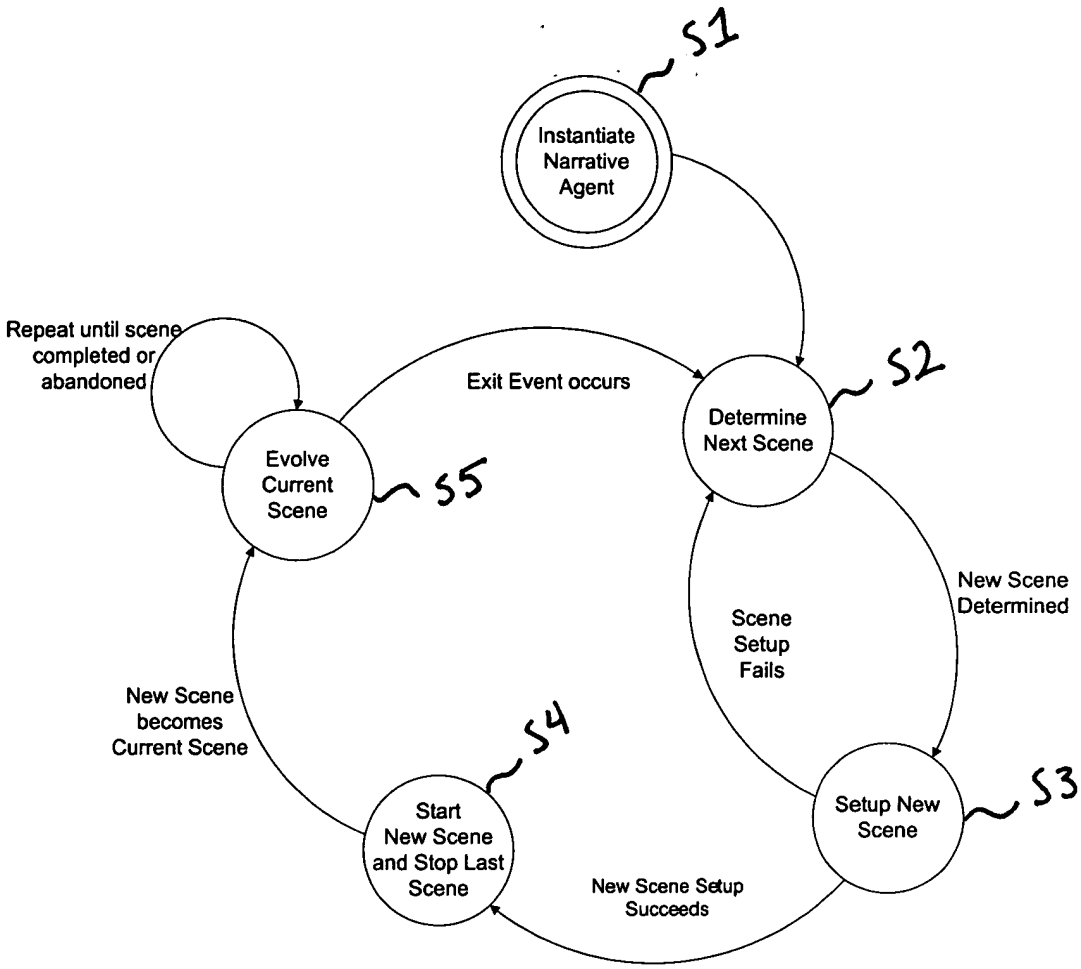 S1
Instantiate
Narrative
Agent
Repeat until scene
completed or
abandoned
Exit Event occurs
S2
Determine
Next Scene
Evolve
Current
Scene
S5
New Scene
Determined
Scene
Setup
Fails
New Scene
becomes
Current Scene
S4
Start
New Scene
and Stop Last
Scene
Setup New
Scene
S3
New Scene Setup
Succeeds